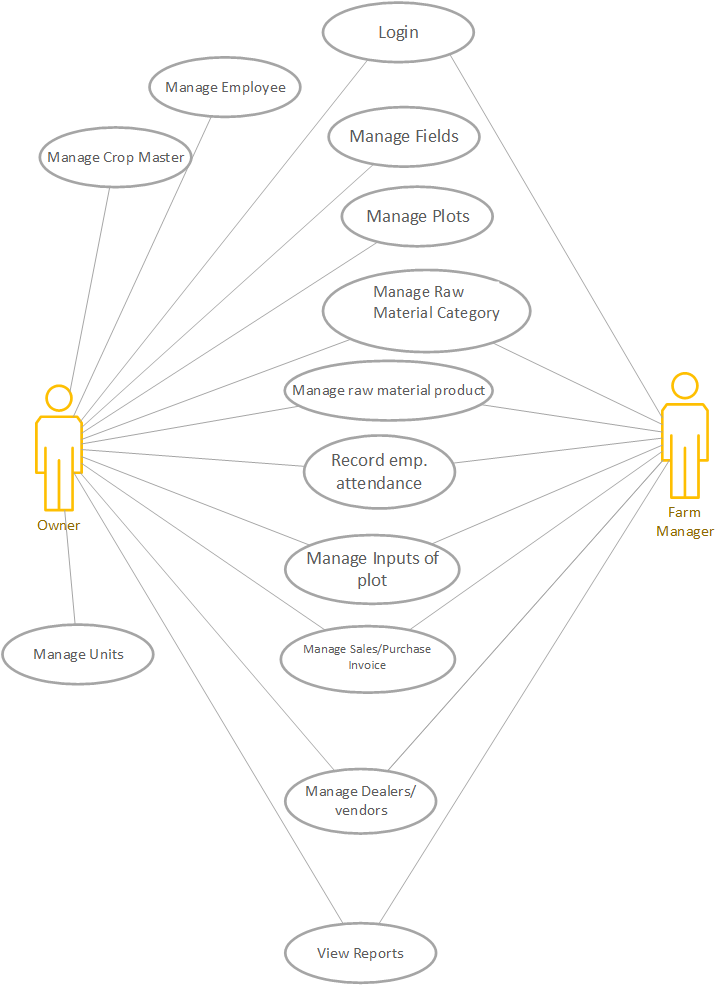 Login
Manage Employee
Manage Fields
Manage Crop Master
Manage Plots
Manage Raw
Material Category
Manage raw material product
Record emp.
attendance
Owner
Farm
Manager
Manage Inputs of
plot
Manage Units
Manage Sales/Purchase
Invoice
Manage Dealers/
vendors
View Reports